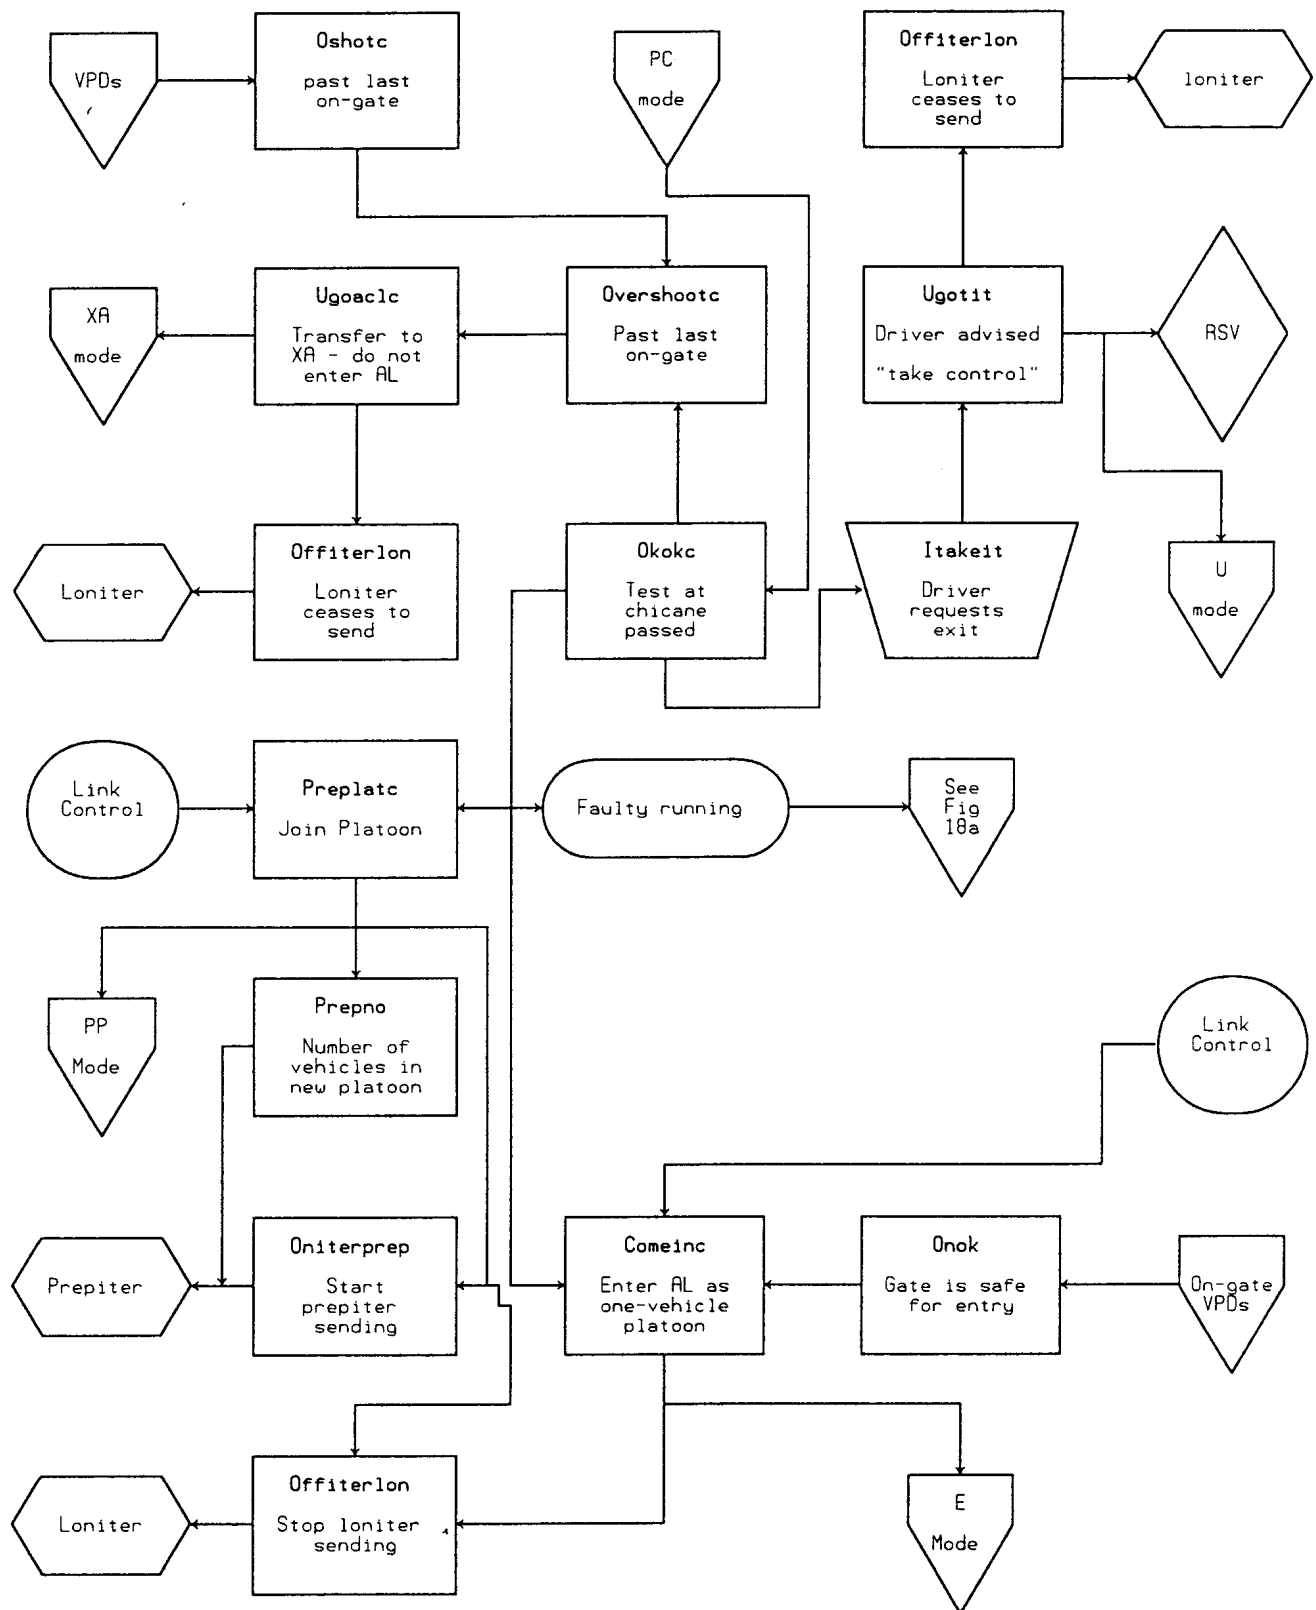 VPDs
Oshotc
past last
on-gate
PC
mode
Offiterlon
Loniter
ceases to
send
loniter
XA
mode
Ugoaclc
Transfer to
XA - do not
enter AL
Overshootc
Past last
on-gate
Ugotit
Driver advised
"take control"
RSV
Loniter
Offiterlon
Loniter
ceases to
send
Okokc
Test at
chicane
passed
Itakeit
Driver
requests
exit
U
mode
Link
Control
Preplatc
Join Platoon
Faulty running
See
Fig
18a
PP
Mode
Prepno
Number of
vehicles in
new platoon
Link
Control
Prepiter
Oniterprep
Start
prepiter
sending
Comeinc
Enter AL as
one-vehicle
platoon
Onok
Gate is safe
for entry
On-gate
VPDs
Loniter
Offiterlon
Stop loniter
sending
E
Mode